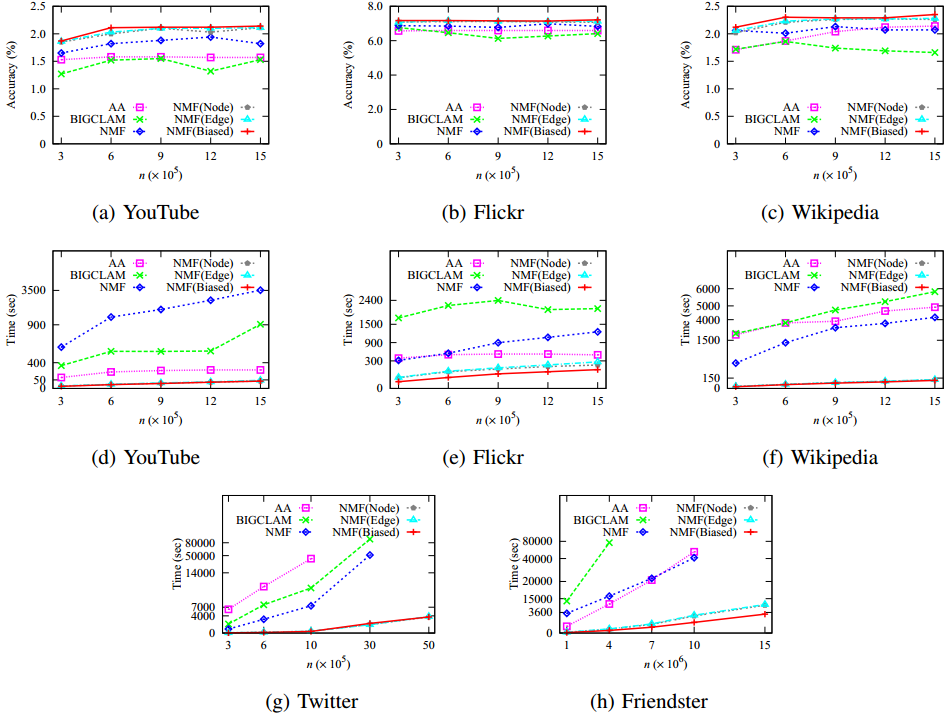 2.5
2.0
1.5
1.0
0.5
0
Accuracy (%)
AA
BIGCLAM
NMF
NMF(Node)
NMF(Edge)
NMF(Biased)
3 6 9 12 15
n (× 10^5)
(a) YouTube
8.0
6.0
4.0
2.0
0
Accuracy (%)
AA
BIGCLAM
NMF
NMF(Node)
NMF(Edge)
NMF(Biased)
3 6 9 12 15
n (× 10^5)
(b) Flickr
2.5
2.0
1.5
1.0
0.5
0
Accuracy (%)
AA
BIGCLAM
NMF
NMF(Node)
NMF(Edge)
NMF(Biased)
3 6 9 12 15
n (× 10^5)
(c) Wikipedia
3500
900
400
50
0
Time (sec)
AA
BIGCLAM
NMF
NMF(Node)
NMF(Edge)
NMF(Biased)
3 6 9 12 15
n (× 10^5)
(d) YouTube
2400
1500
900
300
0
Time (sec)
AA
BIGCLAM
NMF
NMF(Node)
NMF(Edge)
NMF(Biased)
3 6 9 12 15
n (× 10^5)
(e) Flickr
6000
5000
4000
1500
150
0
Time (sec)
AA
BIGCLAM
NMF
NMF(Node)
NMF(Edge)
NMF(Biased)
3 6 9 12 15
n (× 10^5)
(f) Wikipedia
80000
50000
14000
7000
4000
0
Time (sec)
AA
BIGCLAM
NMF
NMF(Node)
NMF(Edge)
NMF(Biased)
3 6 10 30 50
n (× 10^5)
(g) Twitter
80000
40000
20000
15000
3600
0
Time (sec)
AA
BIGCLAM
NMF
NMF(Node)
NMF(Edge)
NMF(Biased)
1 4 7 10 15
n (× 10^6)
(h) Friendster